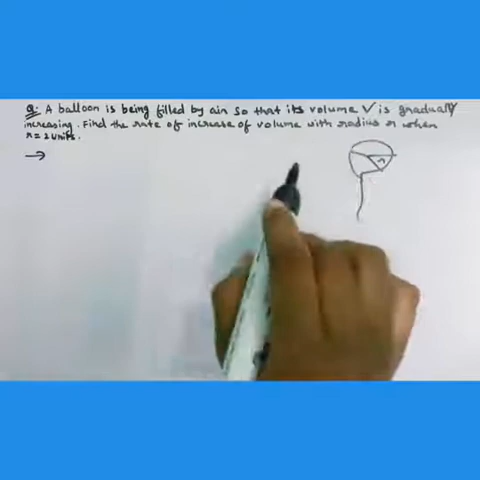 Q. A balloon is being filled by air so that its volume V is gradually
increasing. Find the rate of increase of volume with radius r when
r = 2 units.
→
r